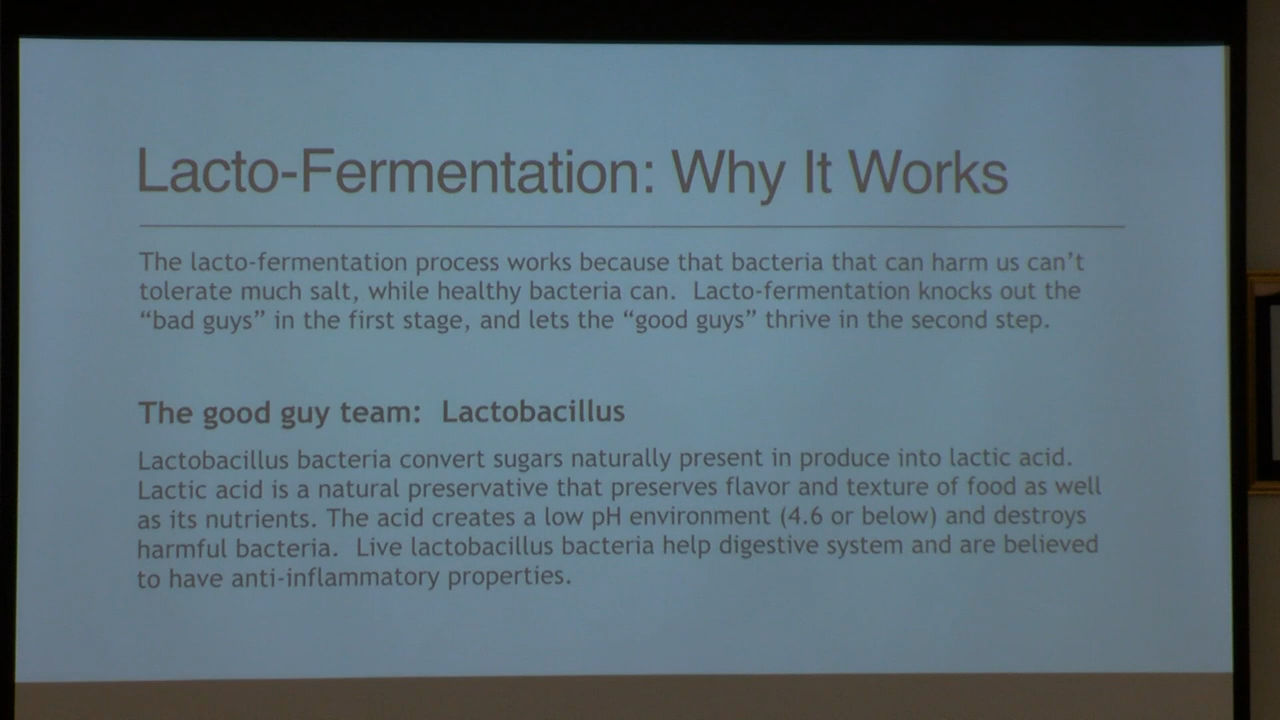 Lacto-Fermentation: Why It Works
The lacto-fermentation process works because that bacteria that can harm us can’t
tolerate much salt, while healthy bacteria can.  Lacto-fermentation knocks out the
“bad guys” in the first stage, and lets the “good guys” thrive in the second step.
The good guy team:  Lactobacillus
Lactobacillus bacteria convert sugars naturally present in produce into lactic acid.
Lactic acid is a natural preservative that preserves flavor and texture of food as well
as its nutrients. The acid creates a low pH environment (4.6 or below) and destroys
harmful bacteria.  Live lactobacillus bacteria help digestive system and are believed
to have anti-inflammatory properties.